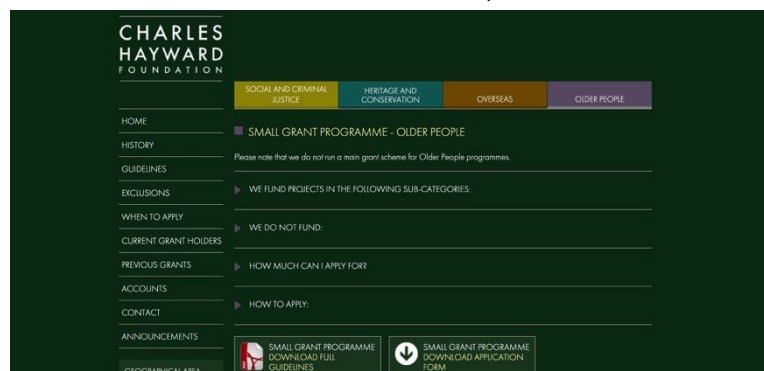 CHARLES
HAYWARD
FOUNDATION
SOCIAL AND CRIMINAL
JUSTICE
HERITAGE AND
CONSERVATION
OVERSEAS
OLDER PEOPLE
HOME
HISTORY
GUIDELINES
EXCLUSIONS
WHEN TO APPLY
CURRENT GRANT HOLDERS
PREVIOUS GRANTS
ACCOUNTS
CONTACT
ANNOUNCEMENTS
GEOGRAPHICAL AREA
SMALL GRANT PROGRAMME - OLDER PEOPLE
Please note that we do not run a main grant scheme for Older People programmes.
WE FUND PROJECTS IN THE FOLLOWING SUB-CATEGORIES:
WE DO NOT FUND:
HOW MUCH CAN I APPLY FOR?
HOW TO APPLY:
SMALL GRANT PROGRAMME
DOWNLOAD FULL
GUIDELINES
SMALL GRANT PROGRAMME
DOWNLOAD APPLICATION
FORM